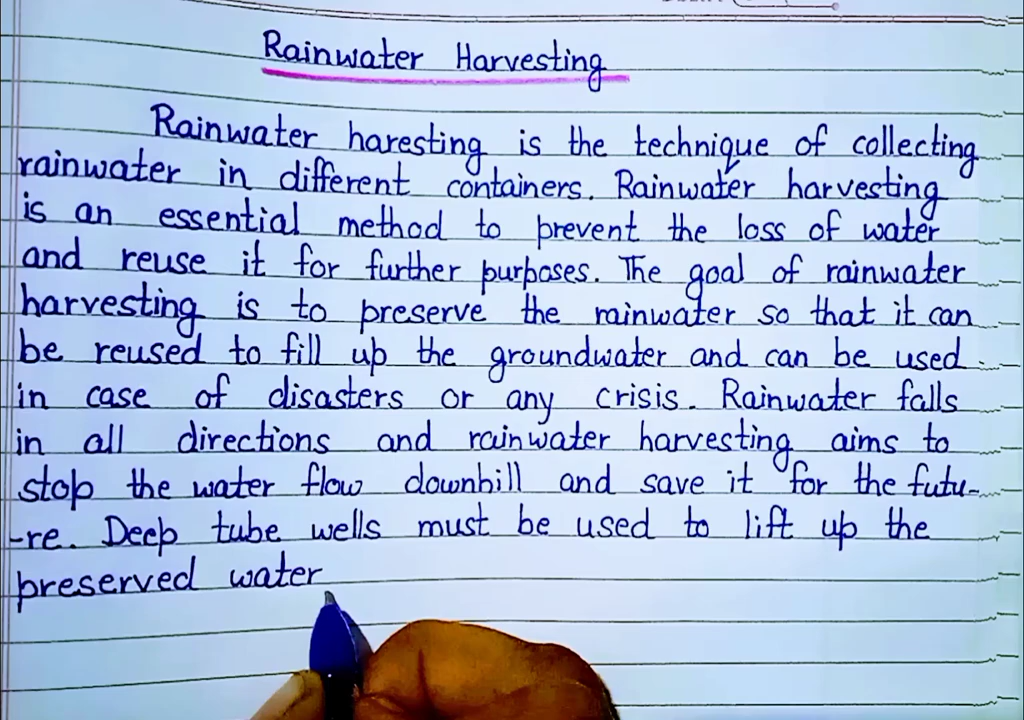 Rainwater Harvesting
Rainwater haresting is the technique of collecting
rainwater in different containers. Rainwater harvesting
is an essential method to prevent the loss of water
and reuse it for further purposes. The goal of rainwater
harvesting is to preserve the rainwater so that it can
be reused to fill up the groundwater and can be used
in case of disasters or any crisis. Rainwater falls
in all directions and rainwater harvesting aims to
stop the water flow downhill and save it for the futu-
-re. Deep tube wells must be used to lift up the
preserved water